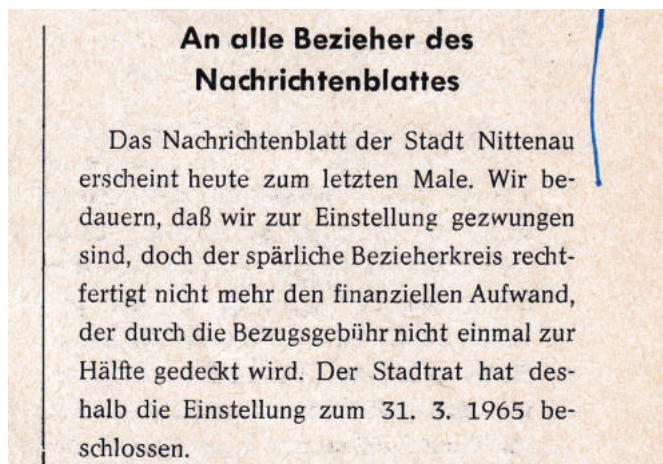 An alle Bezieher des
Nachrichtenblattes
Das Nachrichtenblatt der Stadt Nittenau
erscheint heute zum letzten Male. Wir be-
dauern, daß wir zur Einstellung gezwungen
sind, doch der spärliche Bezieherkreis recht-
fertigt nicht mehr den finanziellen Aufwand,
der durch die Bezugsgebühr nicht einmal zur
Hälfte gedeckt wird. Der Stadtrat hat des-
halb die Einstellung zum 31. 3. 1965 be-
schlossen.